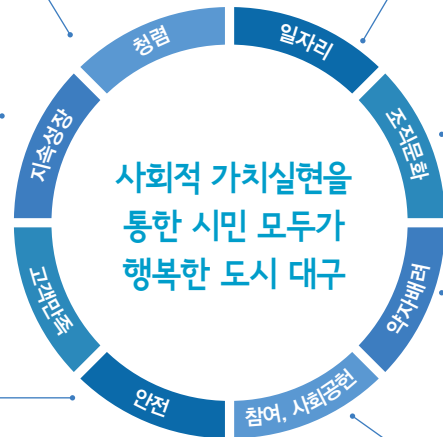 청렴
일자리
조직문화
약자배려
참여, 사회공헌
안전
고객만족
지속성장
사회적 가치실현을
통한 시민 모두가
행복한 도시 대구